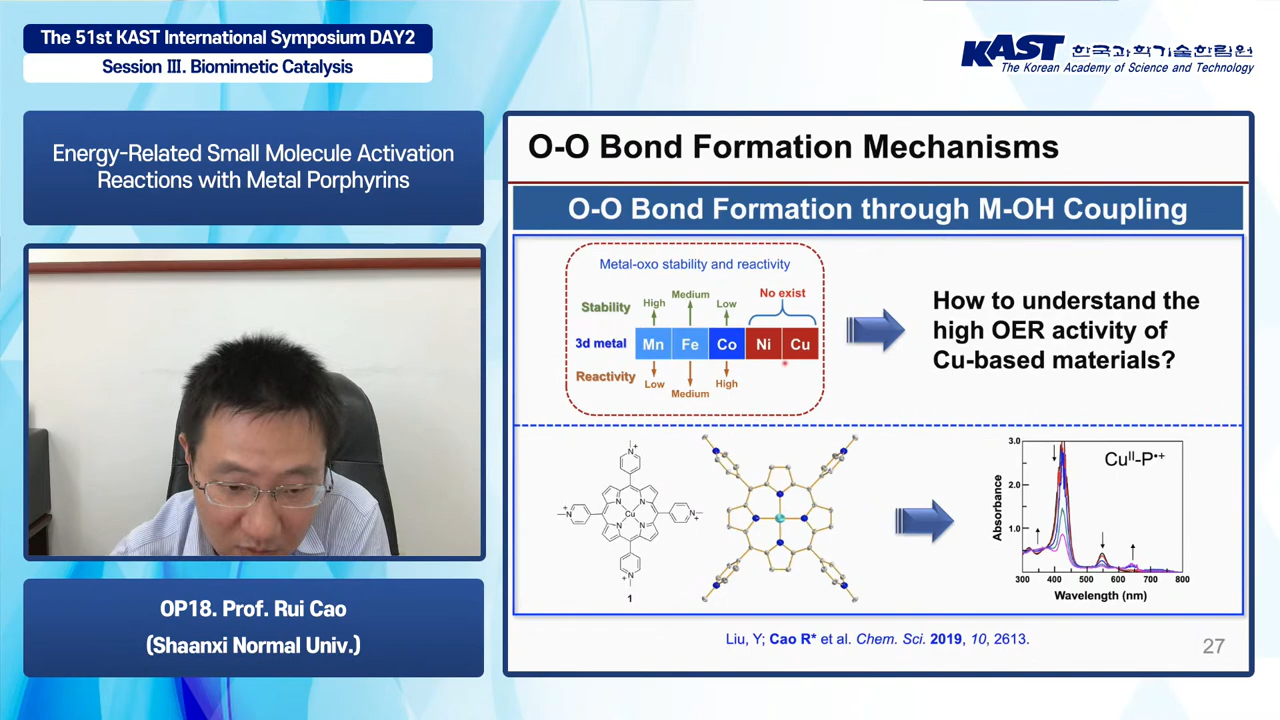 The 51st KAST International Symposium DAY2
Session Ⅲ. Biomimetic Catalysis
KAST 한국과학기술한림원
The Korean Academy of Science and Technology
Energy-Related Small Molecule Activation
Reactions with Metal Porphyrins
OP18. Prof. Rui Cao
(Shaanxi Normal Univ.)
O-O Bond Formation Mechanisms
O-O Bond Formation through M-OH Coupling
Metal-oxo stability and reactivity
Stability High Medium Low No exist
3d metal Mn Fe Co Ni Cu
Reactivity Low Medium High
How to understand the
high OER activity of
Cu-based materials?
N+
N+ N N Cu N N N+
N+
1
Absorbance
3.0
2.0
1.0
Cuᴵᴵ-P•+
300 400 500 600 700 800
Wavelength (nm)
Liu, Y; Cao R* et al. Chem. Sci. 2019, 10, 2613.
27